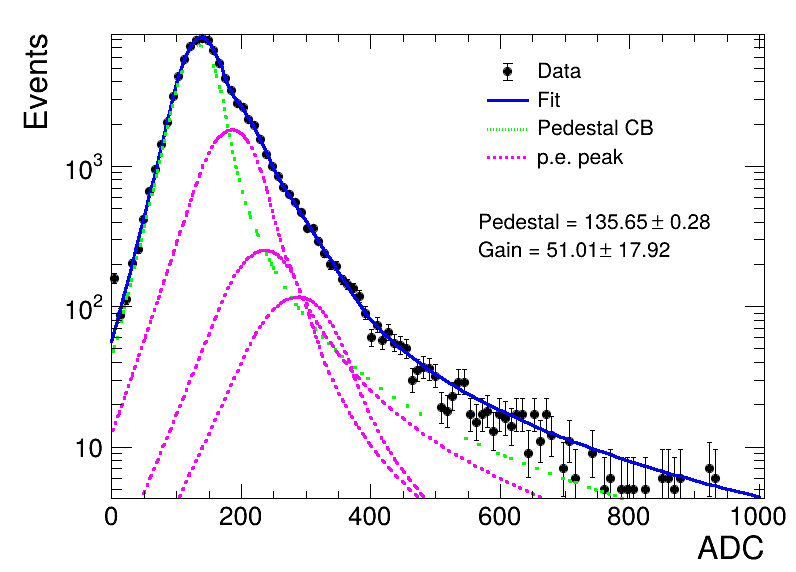 Events
Data
Fit
Pedestal CB
p.e. peak
Pedestal = 135.65± 0.28
Gain = 51.01± 17.92
10³
10²
10
0 200 400 600 800 1000
ADC